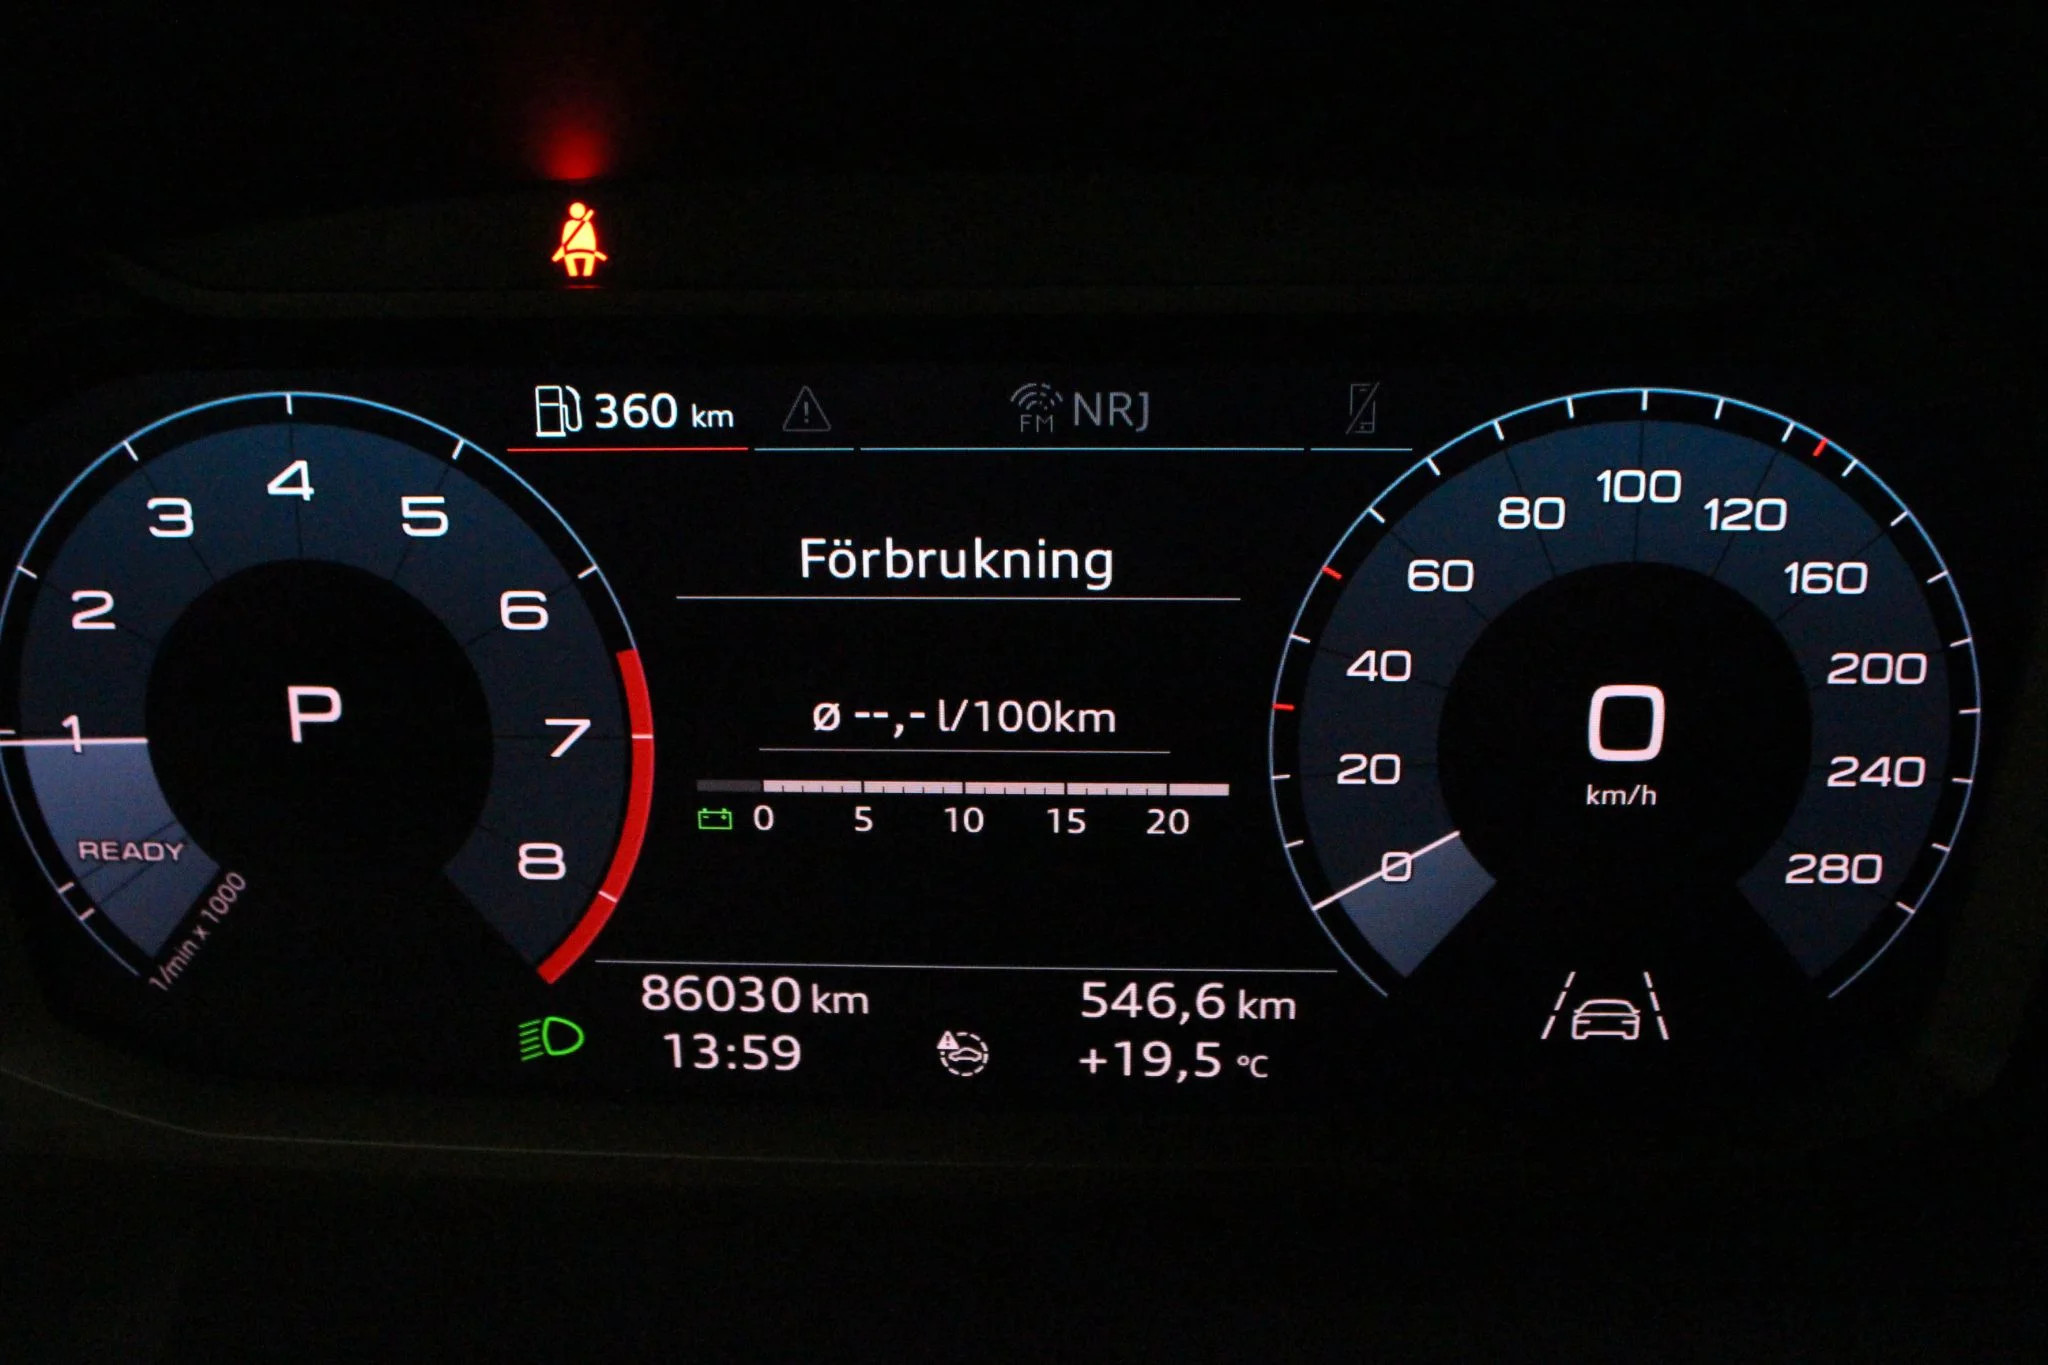 360 km
FM NRJ
1 2 3 4 5 6 7 8
P
READY
1/min x 1000
Förbrukning
ø --,- l/100km
0 5 10 15 20
0 20 40 60 80 100 120 160 200 240 280
0
km/h
86030 km
546,6 km
13:59
+19,5 °C